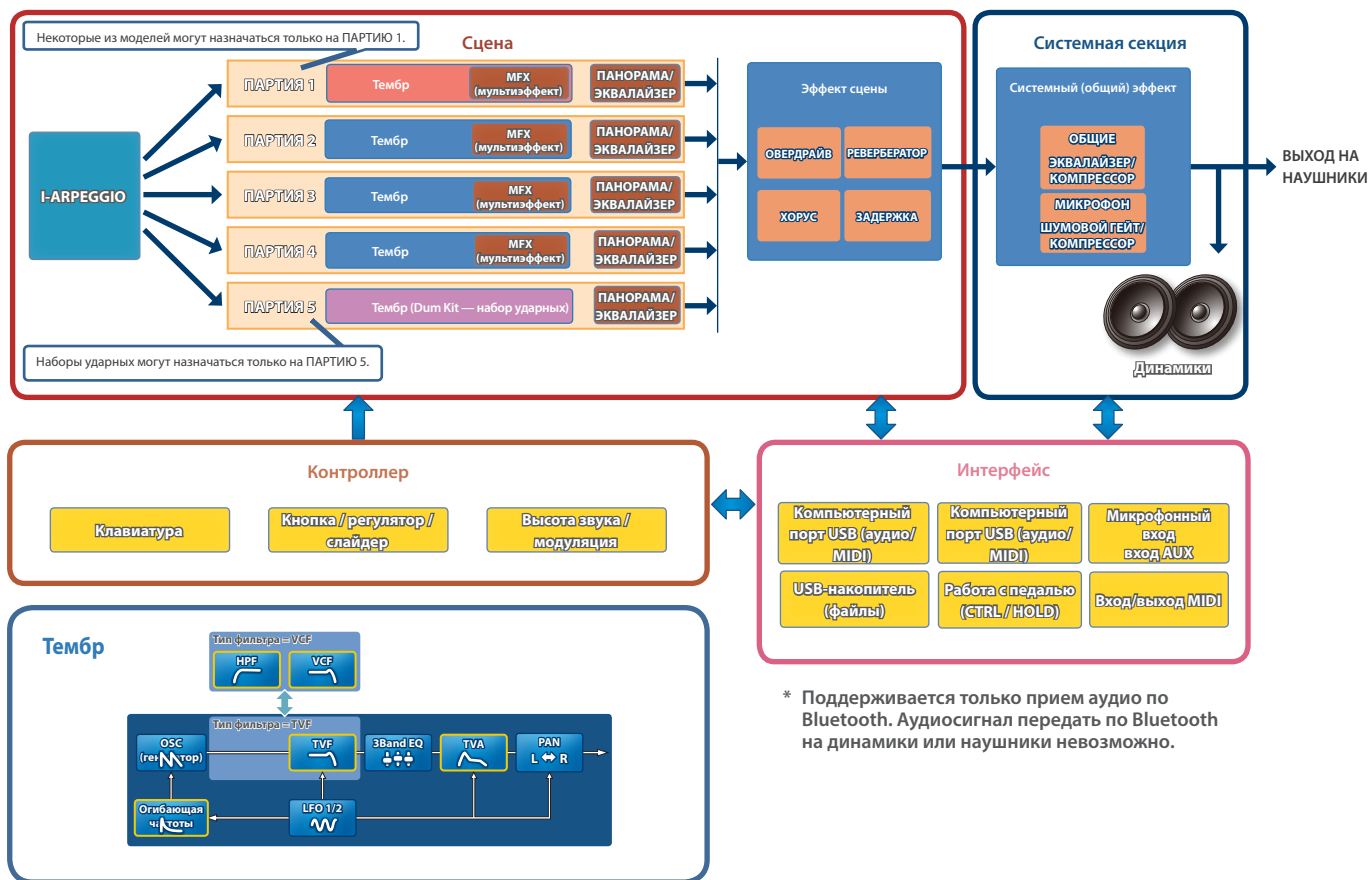 Некоторые из моделей могут назначаться только на ПАРТИЮ 1.
Сцена
I-ARPEGGIO
ПАРТИЯ 1
Тембр
MFX
(мультиэффект)
ПАНОРАМА/
ЭКВАЛАЙЗЕР
ПАРТИЯ 2
Тембр
MFX
(мультиэффект)
ПАНОРАМА/
ЭКВАЛАЙЗЕР
ПАРТИЯ 3
Тембр
MFX
(мультиэффект)
ПАНОРАМА/
ЭКВАЛАЙЗЕР
ПАРТИЯ 4
Тембр
MFX
(мультиэффект)
ПАНОРАМА/
ЭКВАЛАЙЗЕР
ПАРТИЯ 5
Тембр (Dum Kit — набор ударных)
ПАНОРАМА/
ЭКВАЛАЙЗЕР
Наборы ударных могут назначаться только на ПАРТИЮ 5.
Эффект сцены
ОВЕРДРАЙВ
РЕВЕРБЕРАТОР
ХОРУС
ЗАДЕРЖКА
Системная секция
Системный (общий) эффект
ОБЩИЕ
ЭКВАЛАЙЗЕР/
КОМПРЕССОР
МИКРОФОН
ШУМОВОЙ ГЕЙТ/
КОМПРЕССОР
ВЫХОД НА
НАУШНИКИ
Динамики
Контроллер
Клавиатура
Кнопка / регулятор /
слайдер
Высота звука /
модуляция
Интерфейс
Компьютерный
порт USB (аудио/
MIDI)
Компьютерный
порт USB (аудио/
MIDI)
Микрофонный
вход
вход AUX
USB-накопитель
(файлы)
Работа с педалью
(CTRL / HOLD)
Вход/выход MIDI
* Поддерживается только прием аудио по
Bluetooth. Аудиосигнал передать по Bluetooth
на динамики или наушники невозможно.
Тембр
Тип фильтра = VCF
HPF
VCF
Тип фильтра = TVF
OSC
(генератор)
TVF
3Band EQ
TVA
PAN
L ⇔ R
Огибающая
частоты
LFO 1/2